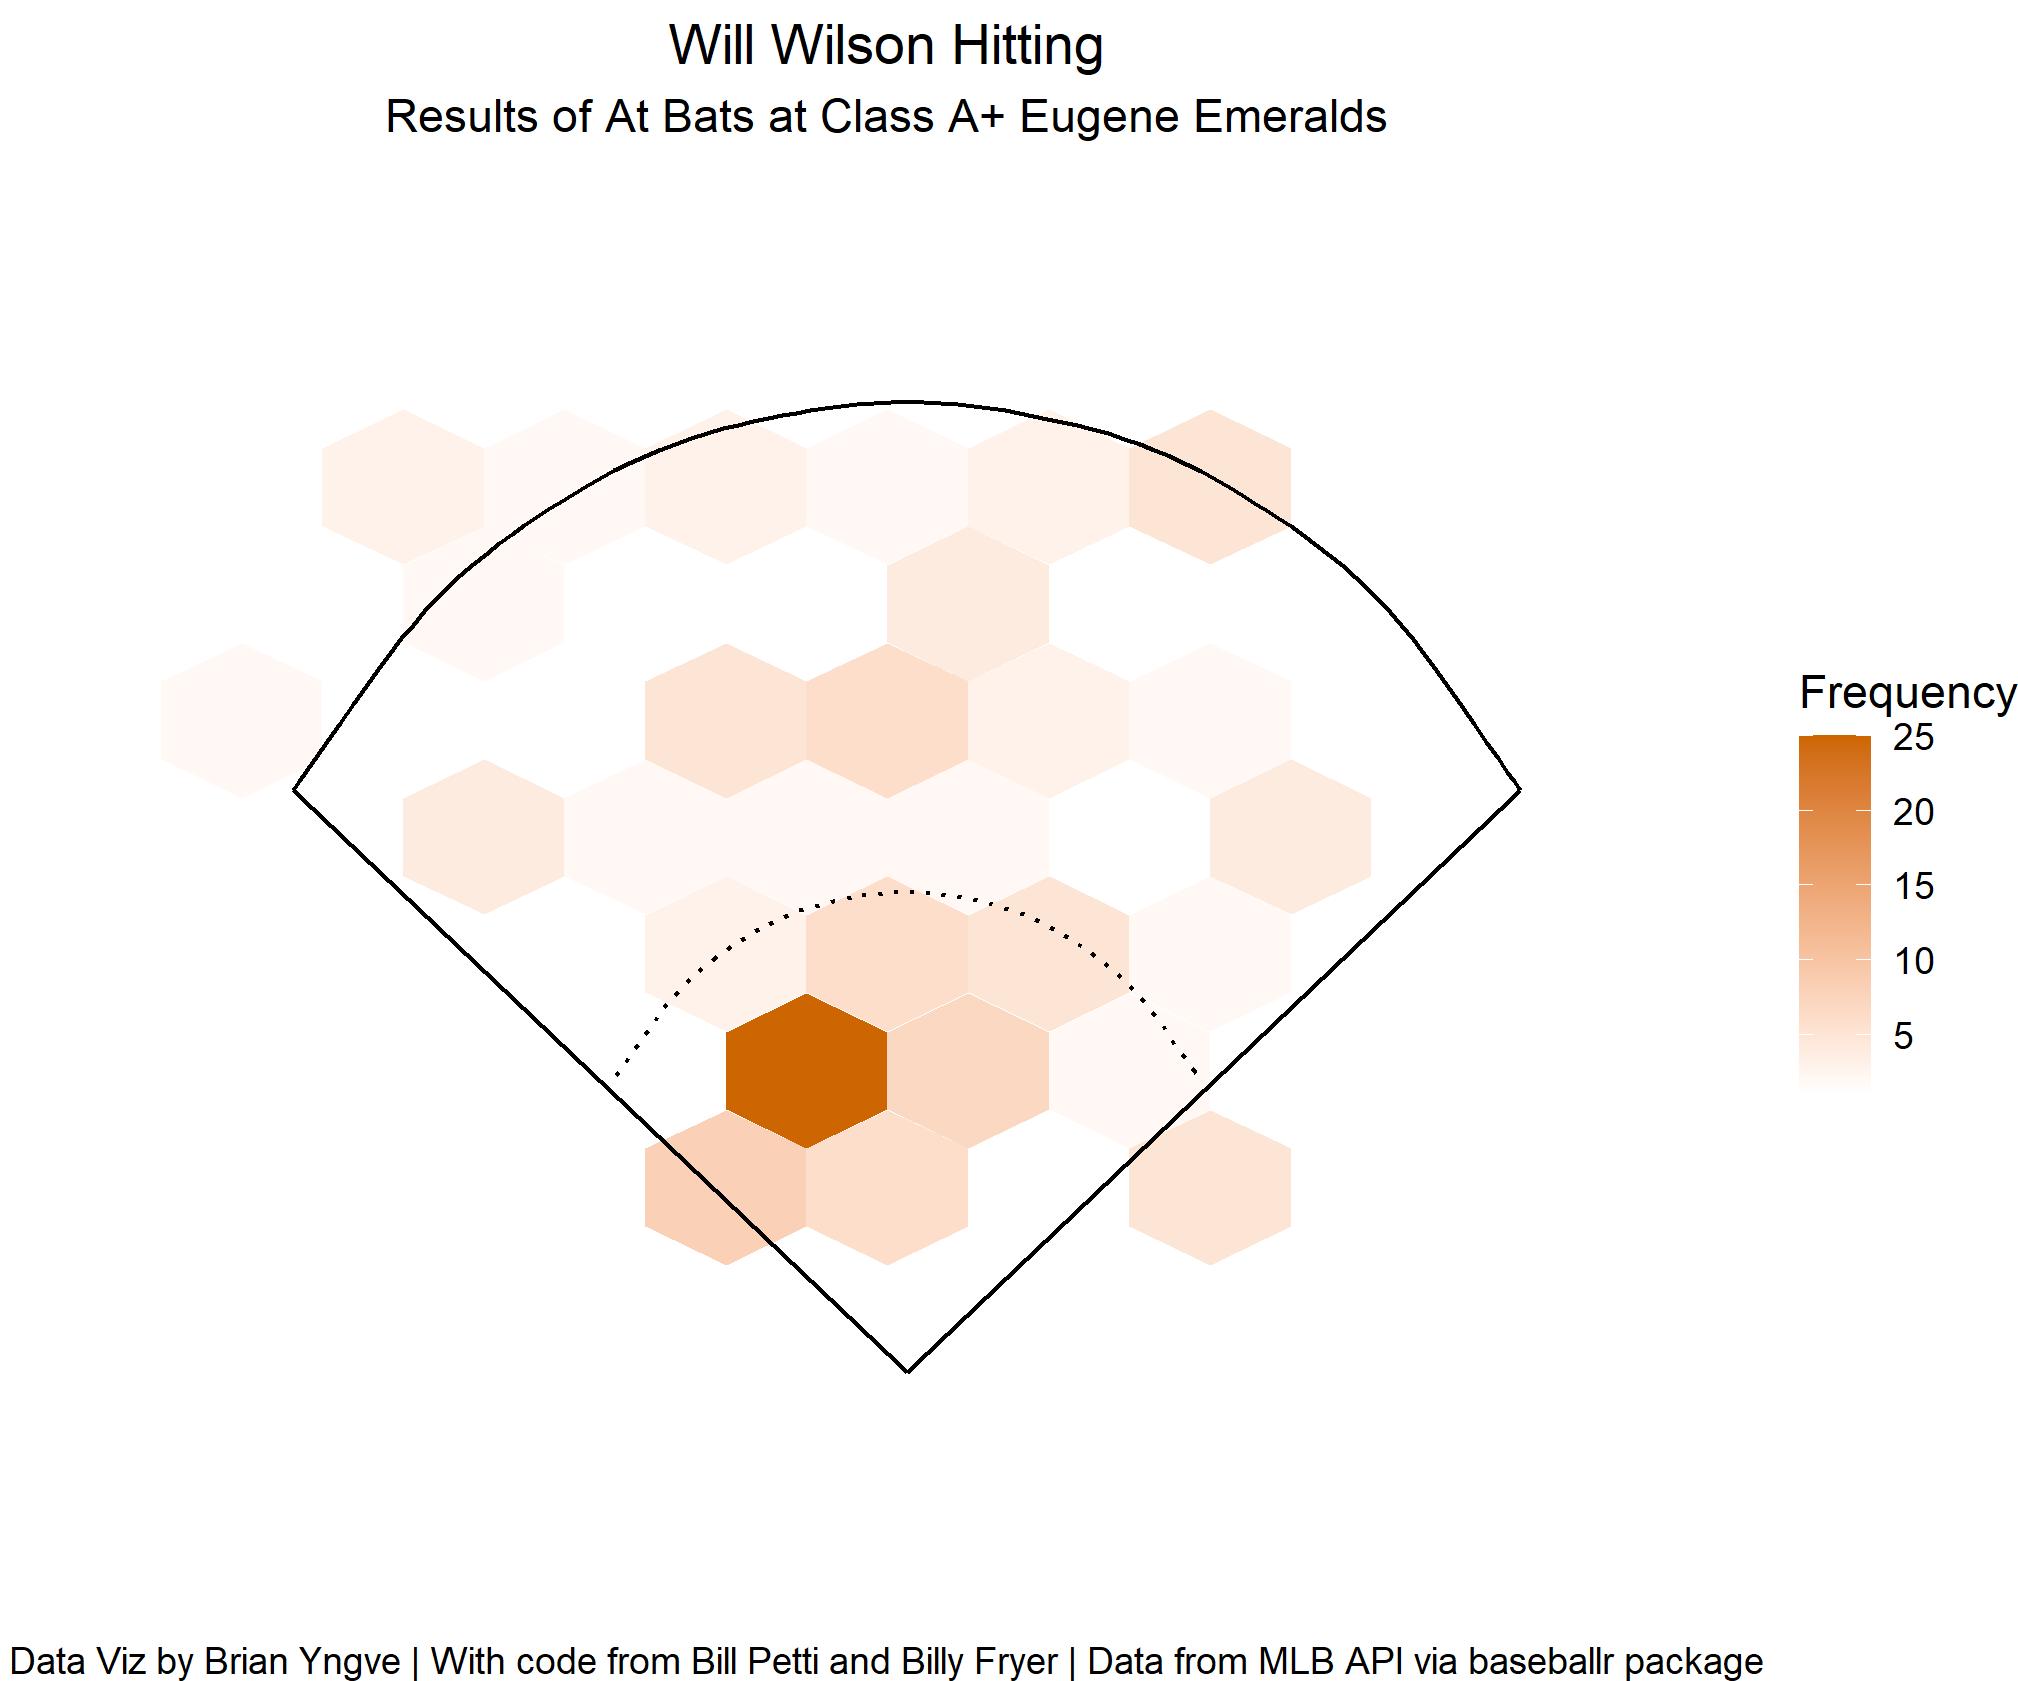 Will Wilson Hitting
Results of At Bats at Class A+ Eugene Emeralds
Frequency
25
20
15
10
5
Data Viz by Brian Yngve | With code from Bill Petti and Billy Fryer | Data from MLB API via baseballr package